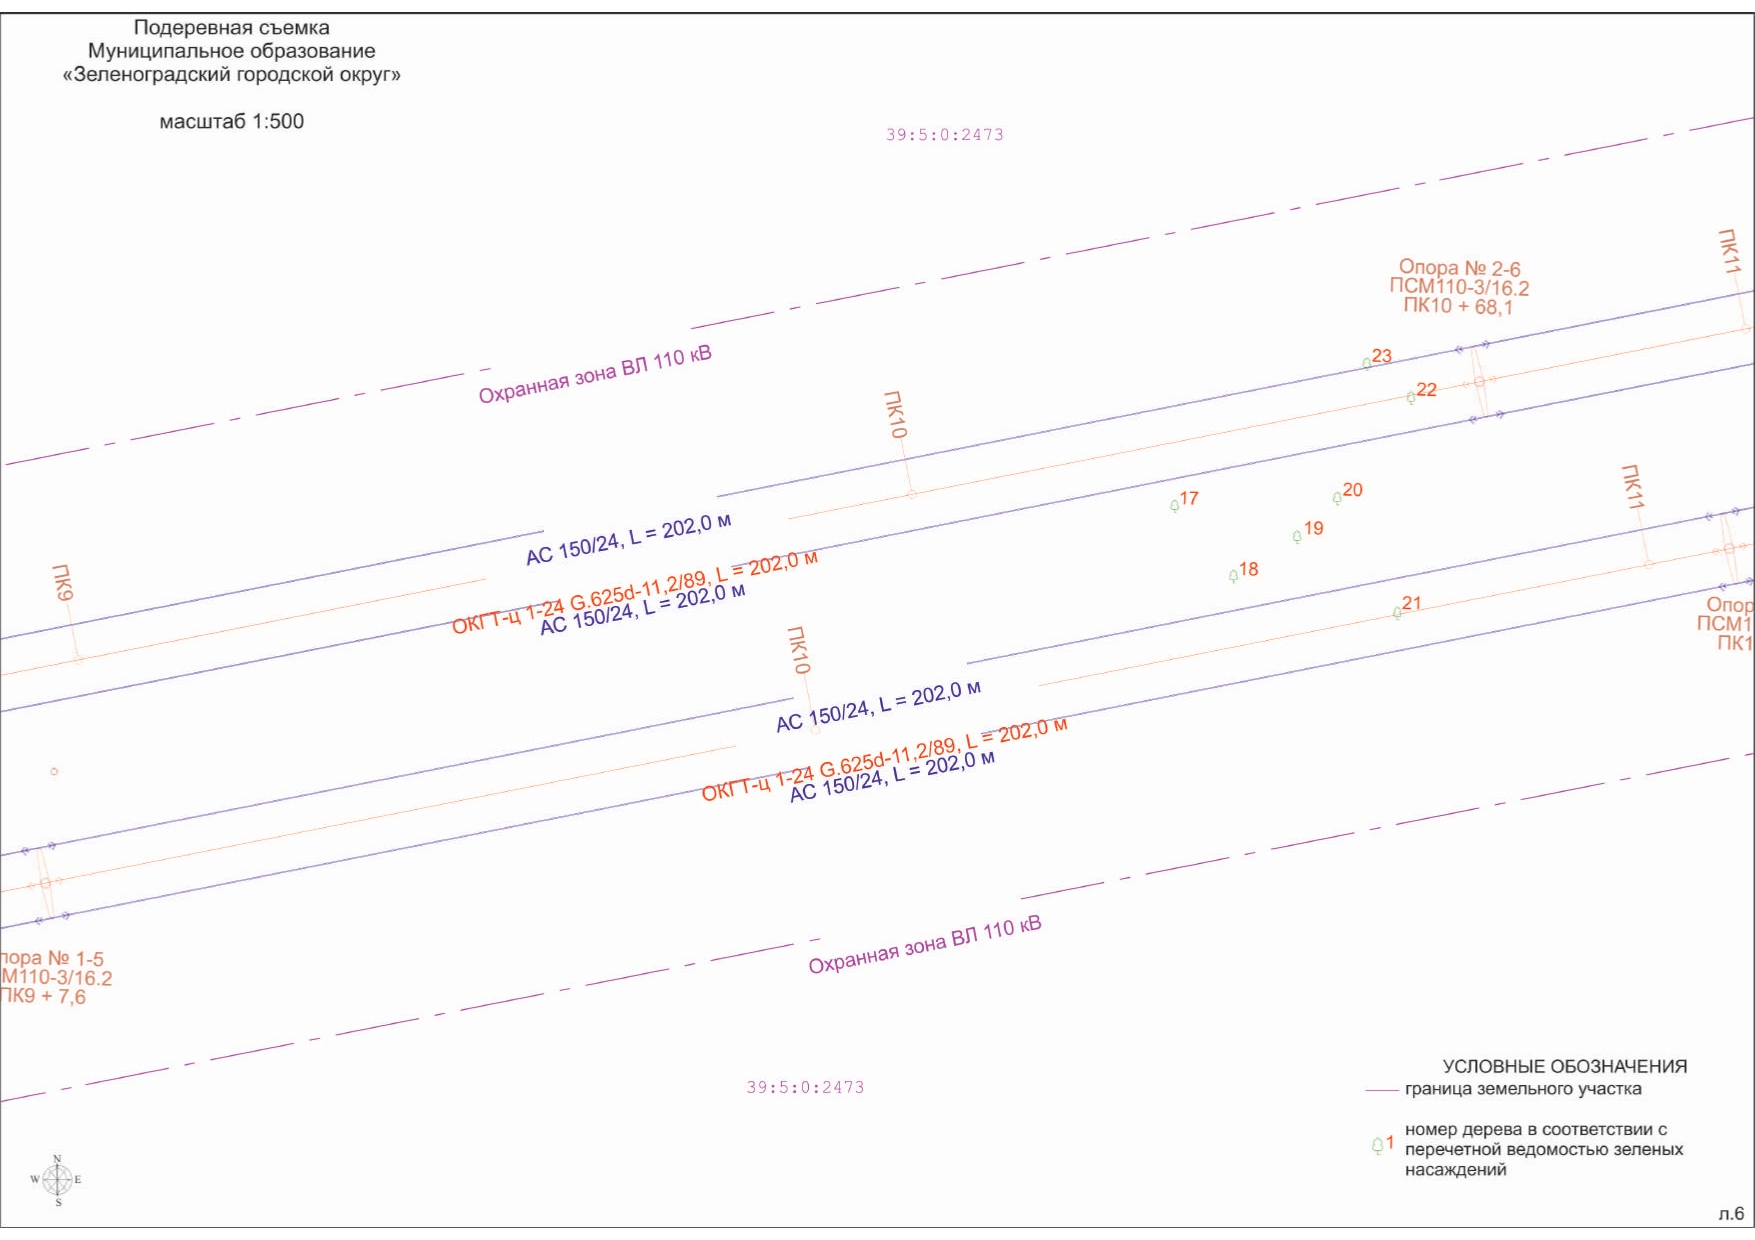 Подеревная съемка
Муниципальное образование
«Зеленоградский городской округ»
масштаб 1:500
39:5:0:2473
ПК11
Опора № 2-6
ПСМ110-3/16.2
ПК10 + 68,1
Охранная зона ВЛ 110 кВ
23
22
ПК10
17
20
19
18
21
ПК11
АС 150/24, L = 202,0 м
ОКГТ-ц 1-24 G.625d-11,2/89, L = 202,0 м
АС 150/24, L = 202,0 м
ПК9
ПК10
Опор
ПСМ1
ПК1
АС 150/24, L = 202,0 м
ОКГТ-ц 1-24 G.625d-11,2/89, L = 202,0 м
АС 150/24, L = 202,0 м
Охранная зона ВЛ 110 кВ
пора № 1-5
М110-3/16.2
ПК9 + 7,6
39:5:0:2473
УСЛОВНЫЕ ОБОЗНАЧЕНИЯ
граница земельного участка
1
номер дерева в соответствии с
перечетной ведомостью зеленых
насаждений
N
W E
S
л.6